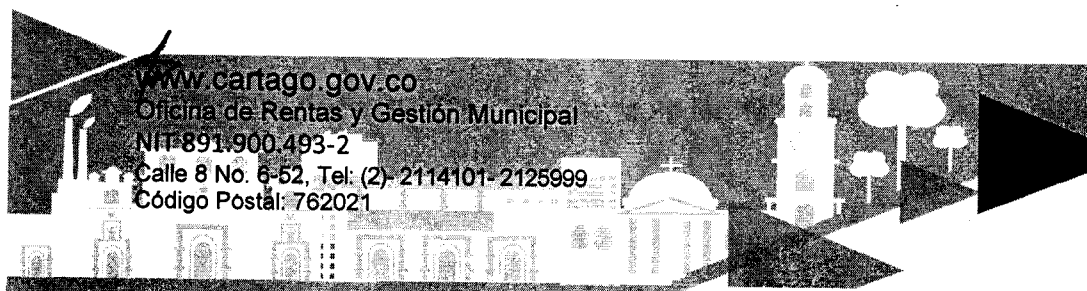 www.cartago.gov.co
Oficina de Rentas y Gestión Municipal
NIT 891.900.493-2
Calle 8 No. 6-52, Tel: (2)- 2114101- 2125999
Código Postal: 762021